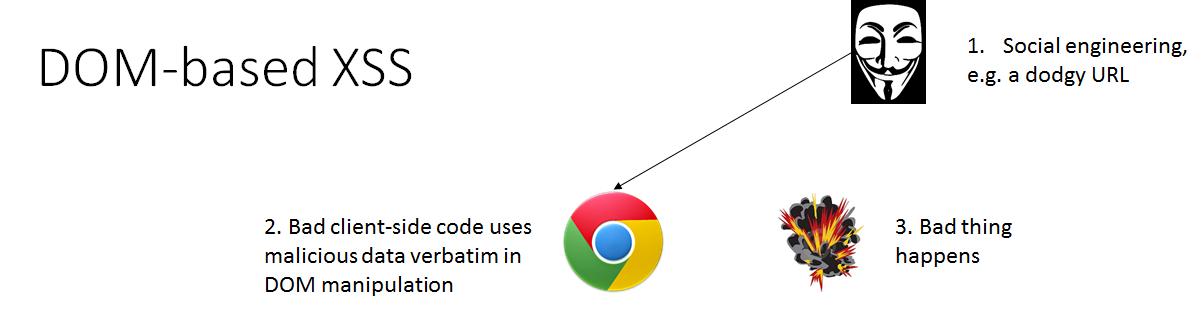 DOM-based XSS
1. Social engineering,
e.g. a dodgy URL
2. Bad client-side code uses
malicious data verbatim in
DOM manipulation
3. Bad thing
happens